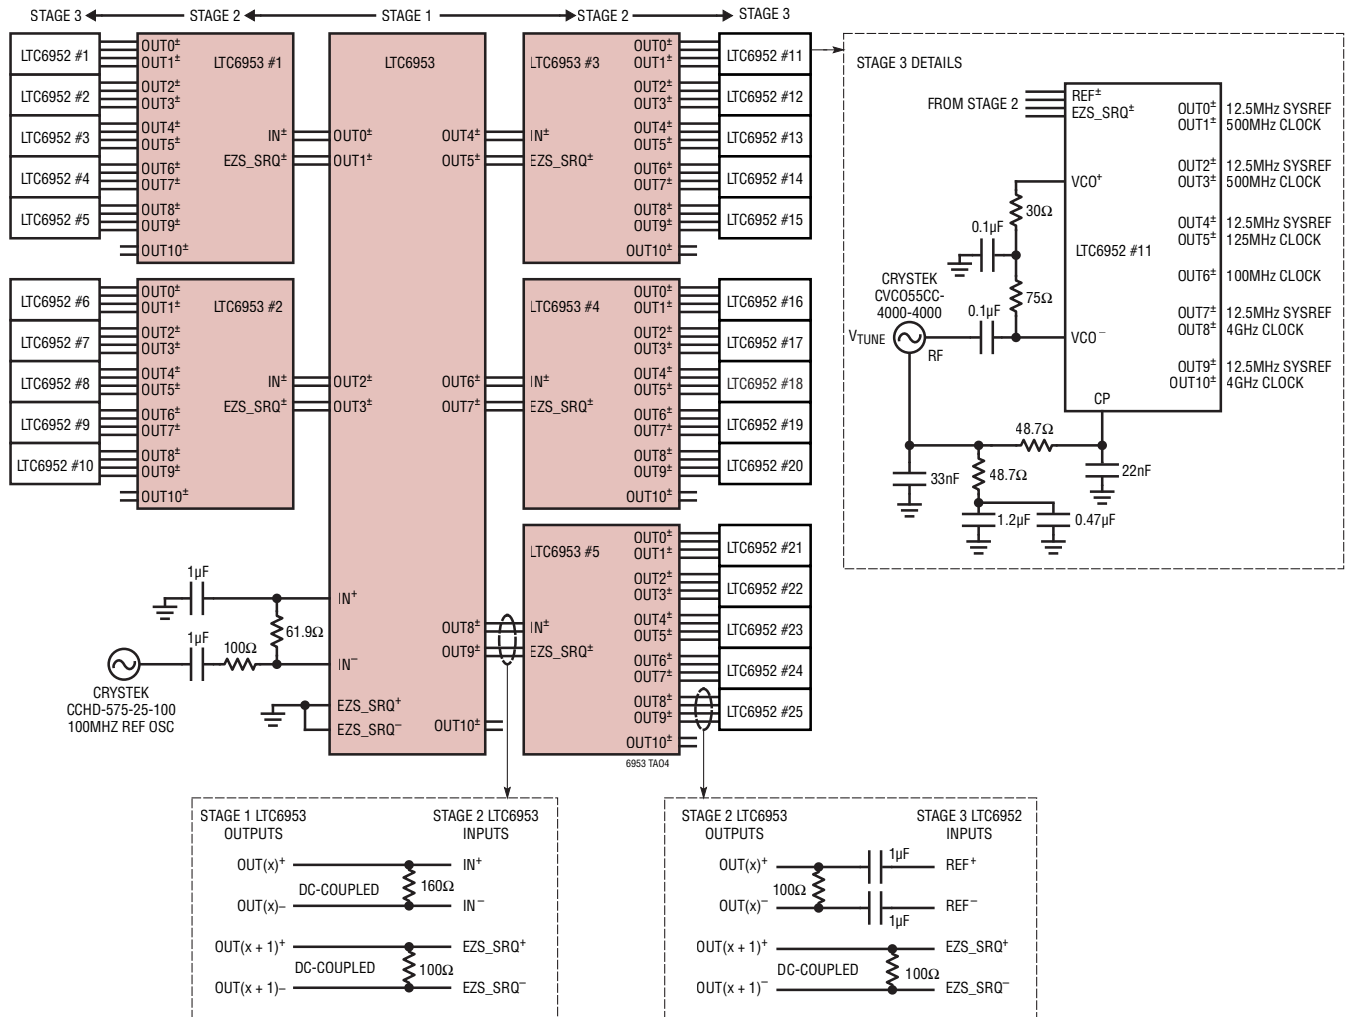 STAGE 3
STAGE 2
STAGE 1
STAGE 2
STAGE 3
LTC6952 #1
LTC6952 #2
LTC6952 #3
LTC6952 #4
LTC6952 #5
OUT0±
OUT1±
OUT2±
OUT3±
OUT4±
OUT5±
OUT6±
OUT7±
OUT8±
OUT9±
OUT10±
LTC6953 #1
IN±
EZS_SRQ±
LTC6952 #6
LTC6952 #7
LTC6952 #8
LTC6952 #9
LTC6952 #10
OUT0±
OUT1±
OUT2±
OUT3±
OUT4±
OUT5±
OUT6±
OUT7±
OUT8±
OUT9±
OUT10±
LTC6953 #2
IN±
EZS_SRQ±
LTC6953
OUT0±
OUT1±
OUT2±
OUT3±
OUT4±
OUT5±
OUT6±
OUT7±
OUT8±
OUT9±
OUT10±
IN+
IN−
EZS_SRQ+
EZS_SRQ−
1µF
1µF
100Ω
61.9Ω
CRYSTEK
CCHD-575-25-100
100MHZ REF OSC
LTC6953 #3
IN±
EZS_SRQ±
OUT0±
OUT1±
OUT2±
OUT3±
OUT4±
OUT5±
OUT6±
OUT7±
OUT8±
OUT9±
OUT10±
LTC6952 #11
LTC6952 #12
LTC6952 #13
LTC6952 #14
LTC6952 #15
LTC6953 #4
IN±
EZS_SRQ±
OUT0±
OUT1±
OUT2±
OUT3±
OUT4±
OUT5±
OUT6±
OUT7±
OUT8±
OUT9±
OUT10±
LTC6952 #16
LTC6952 #17
LTC6952 #18
LTC6952 #19
LTC6952 #20
LTC6953 #5
IN±
EZS_SRQ±
OUT0±
OUT1±
OUT2±
OUT3±
OUT4±
OUT5±
OUT6±
OUT7±
OUT8±
OUT9±
OUT10±
LTC6952 #21
LTC6952 #22
LTC6952 #23
LTC6952 #24
LTC6952 #25
6953 TA04
STAGE 3 DETAILS
FROM STAGE 2
REF±
EZS_SRQ±
VCO+
VCO−
CP
LTC6952 #11
OUT0± 12.5MHz SYSREF
OUT1± 500MHz CLOCK
OUT2± 12.5MHz SYSREF
OUT3± 500MHz CLOCK
OUT4± 12.5MHz SYSREF
OUT5± 125MHz CLOCK
OUT6± 100MHz CLOCK
OUT7± 12.5MHz SYSREF
OUT8± 4GHz CLOCK
OUT9± 12.5MHz SYSREF
OUT10± 4GHz CLOCK
30Ω
0.1µF
75Ω
0.1µF
CRYSTEK
CVCO55CC-
4000-4000
VTUNE
RF
48.7Ω
48.7Ω
33nF
22nF
1.2µF
0.47µF
STAGE 1 LTC6953
OUTPUTS
STAGE 2 LTC6953
INPUTS
OUT(x)+
IN+
DC-COUPLED
160Ω
OUT(x)–
IN−
OUT(x + 1)+
EZS_SRQ+
DC-COUPLED
100Ω
OUT(x + 1)–
EZS_SRQ−
STAGE 2 LTC6953
OUTPUTS
STAGE 3 LTC6952
INPUTS
OUT(x)+
1µF
REF+
100Ω
OUT(x)−
1µF
REF−
OUT(x + 1)+
EZS_SRQ+
DC-COUPLED
100Ω
OUT(x + 1)−
EZS_SRQ−